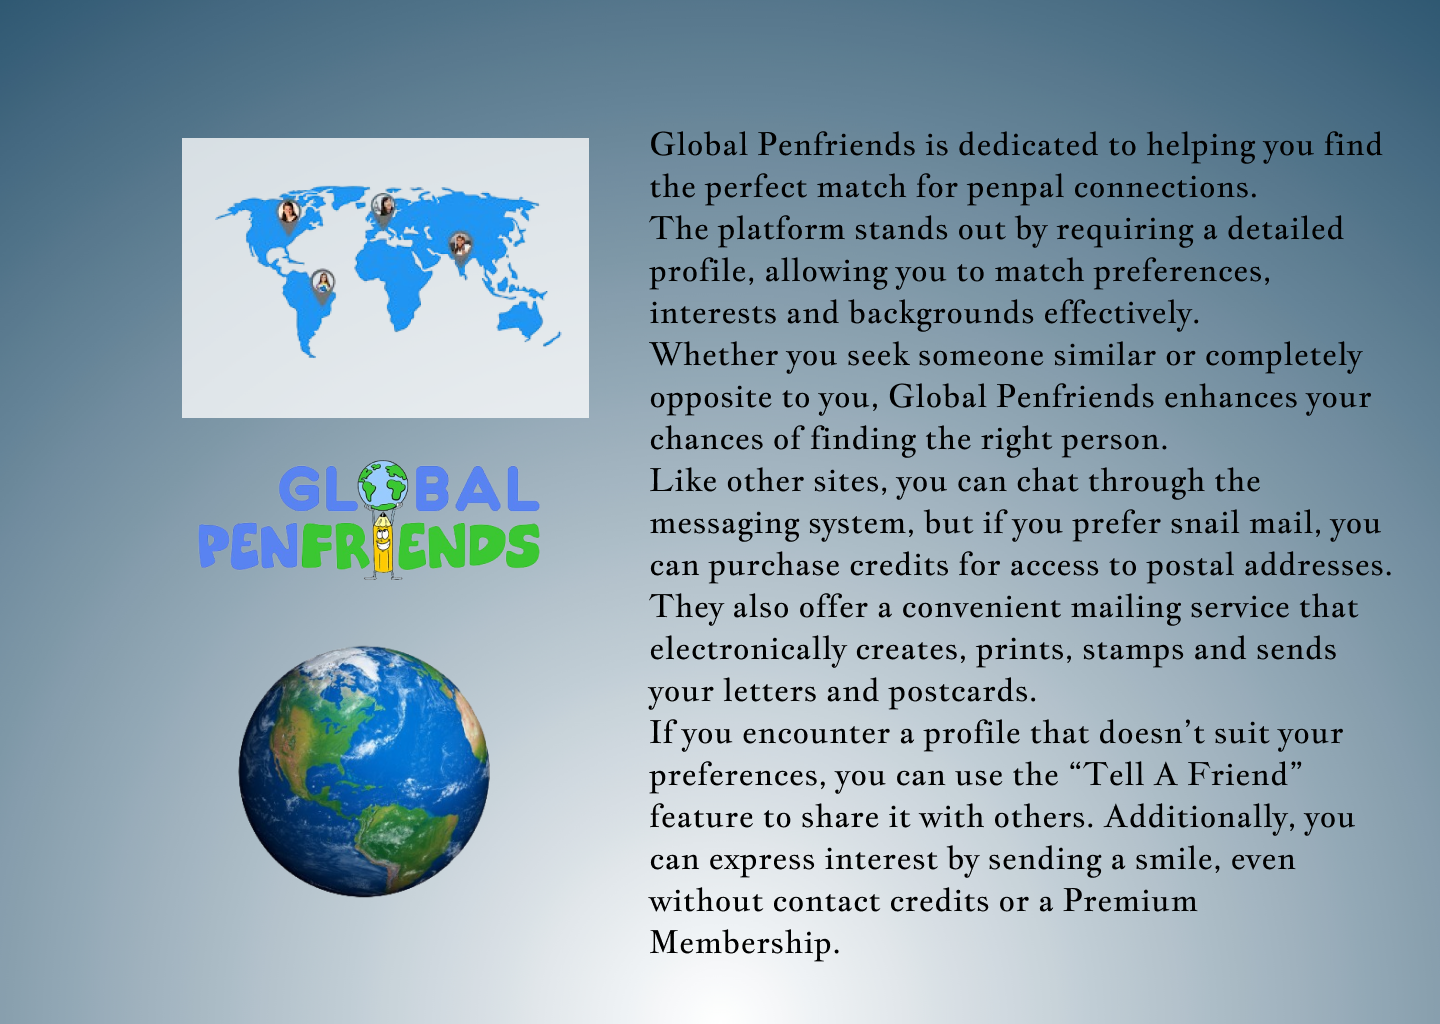 Global Penfriends is dedicated to helping you find
the perfect match for penpal connections.
The platform stands out by requiring a detailed
profile, allowing you to match preferences,
interests and backgrounds effectively.
Whether you seek someone similar or completely
opposite to you, Global Penfriends enhances your
chances of finding the right person.
Like other sites, you can chat through the
messaging system, but if you prefer snail mail, you
can purchase credits for access to postal addresses.
They also offer a convenient mailing service that
electronically creates, prints, stamps and sends
your letters and postcards.
If you encounter a profile that doesn’t suit your
preferences, you can use the “Tell A Friend”
feature to share it with others. Additionally, you
can express interest by sending a smile, even
without contact credits or a Premium
Membership.
GLOBAL
PENFRIENDS